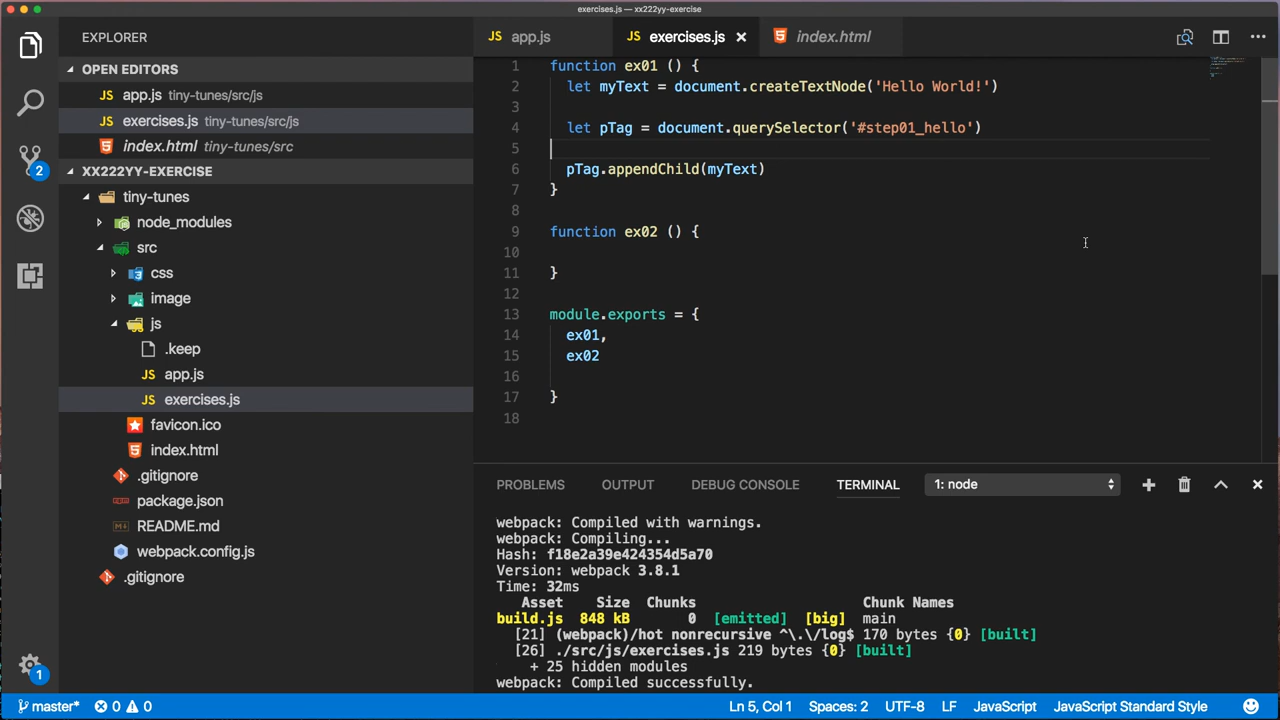 exercises.js — xx222yy-exercise
EXPLORER
OPEN EDITORS
JS app.js tiny-tunes/src/js
JS exercises.js tiny-tunes/src/js
index.html tiny-tunes/src
XX222YY-EXERCISE
tiny-tunes
node_modules
src
css
image
js
.keep
JS app.js
JS exercises.js
favicon.ico
index.html
.gitignore
package.json
README.md
webpack.config.js
.gitignore
2
1
JS app.js
JS exercises.js
index.html
1 function ex01 () {
2 let myText = document.createTextNode('Hello World!')
3
4 let pTag = document.querySelector('#step01_hello')
5
6 pTag.appendChild(myText)
7 }
8
9 function ex02 () {
10
11 }
12
13 module.exports = {
14 ex01,
15 ex02
16
17 }
18
PROBLEMS OUTPUT DEBUG CONSOLE TERMINAL 1: node
webpack: Compiled with warnings.
webpack: Compiling...
Hash: f18e2a39e424354d5a70
Version: webpack 3.8.1
Time: 32ms
Asset Size Chunks Chunk Names
build.js 848 kB 0 [emitted] [big] main
[21] (webpack)/hot nonrecursive ^\.\/log$ 170 bytes {0} [built]
[26] ./src/js/exercises.js 219 bytes {0} [built]
+ 25 hidden modules
webpack: Compiled successfully.
master* 0 0 Ln 5, Col 1 Spaces: 2 UTF-8 LF JavaScript JavaScript Standard Style